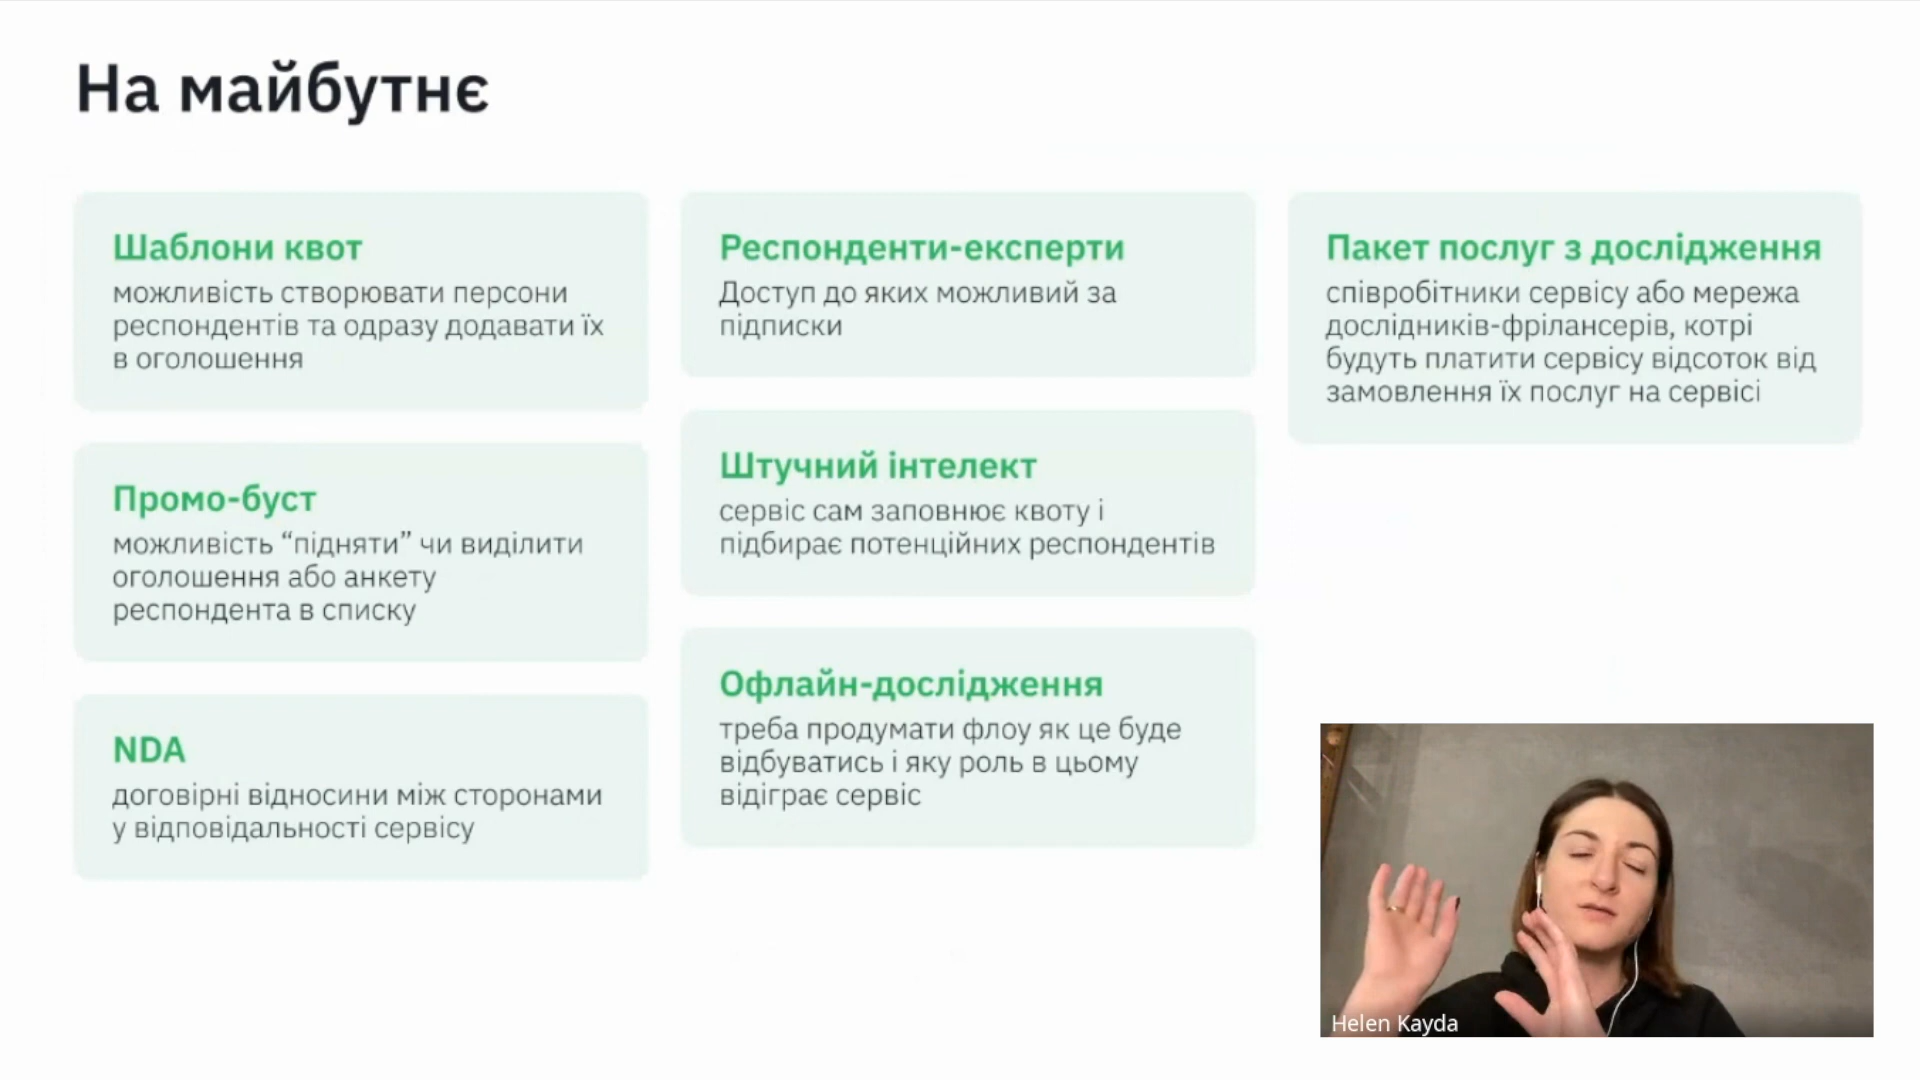 На майбутнє
Шаблони квот
можливість створювати персони
респондентів та одразу додавати їх
в оголошення
Промо-буст
можливість “підняти” чи виділити
оголошення або анкету
респондента в списку
NDA
договірні відносини між сторонами
у відповідальності сервісу
Респонденти-експерти
Доступ до яких можливий за
підписки
Штучний інтелект
сервіс сам заповнює квоту і
підбирає потенційних респондентів
Офлайн-дослідження
треба продумати флоу як це буде
відбуватись і яку роль в цьому
відіграє сервіс
Пакет послуг з дослідження
співробітники сервісу або мережа
дослідників-фрілансерів, котрі
будуть платити сервісу відсоток від
замовлення їх послуг на сервісі
Helen Kayda